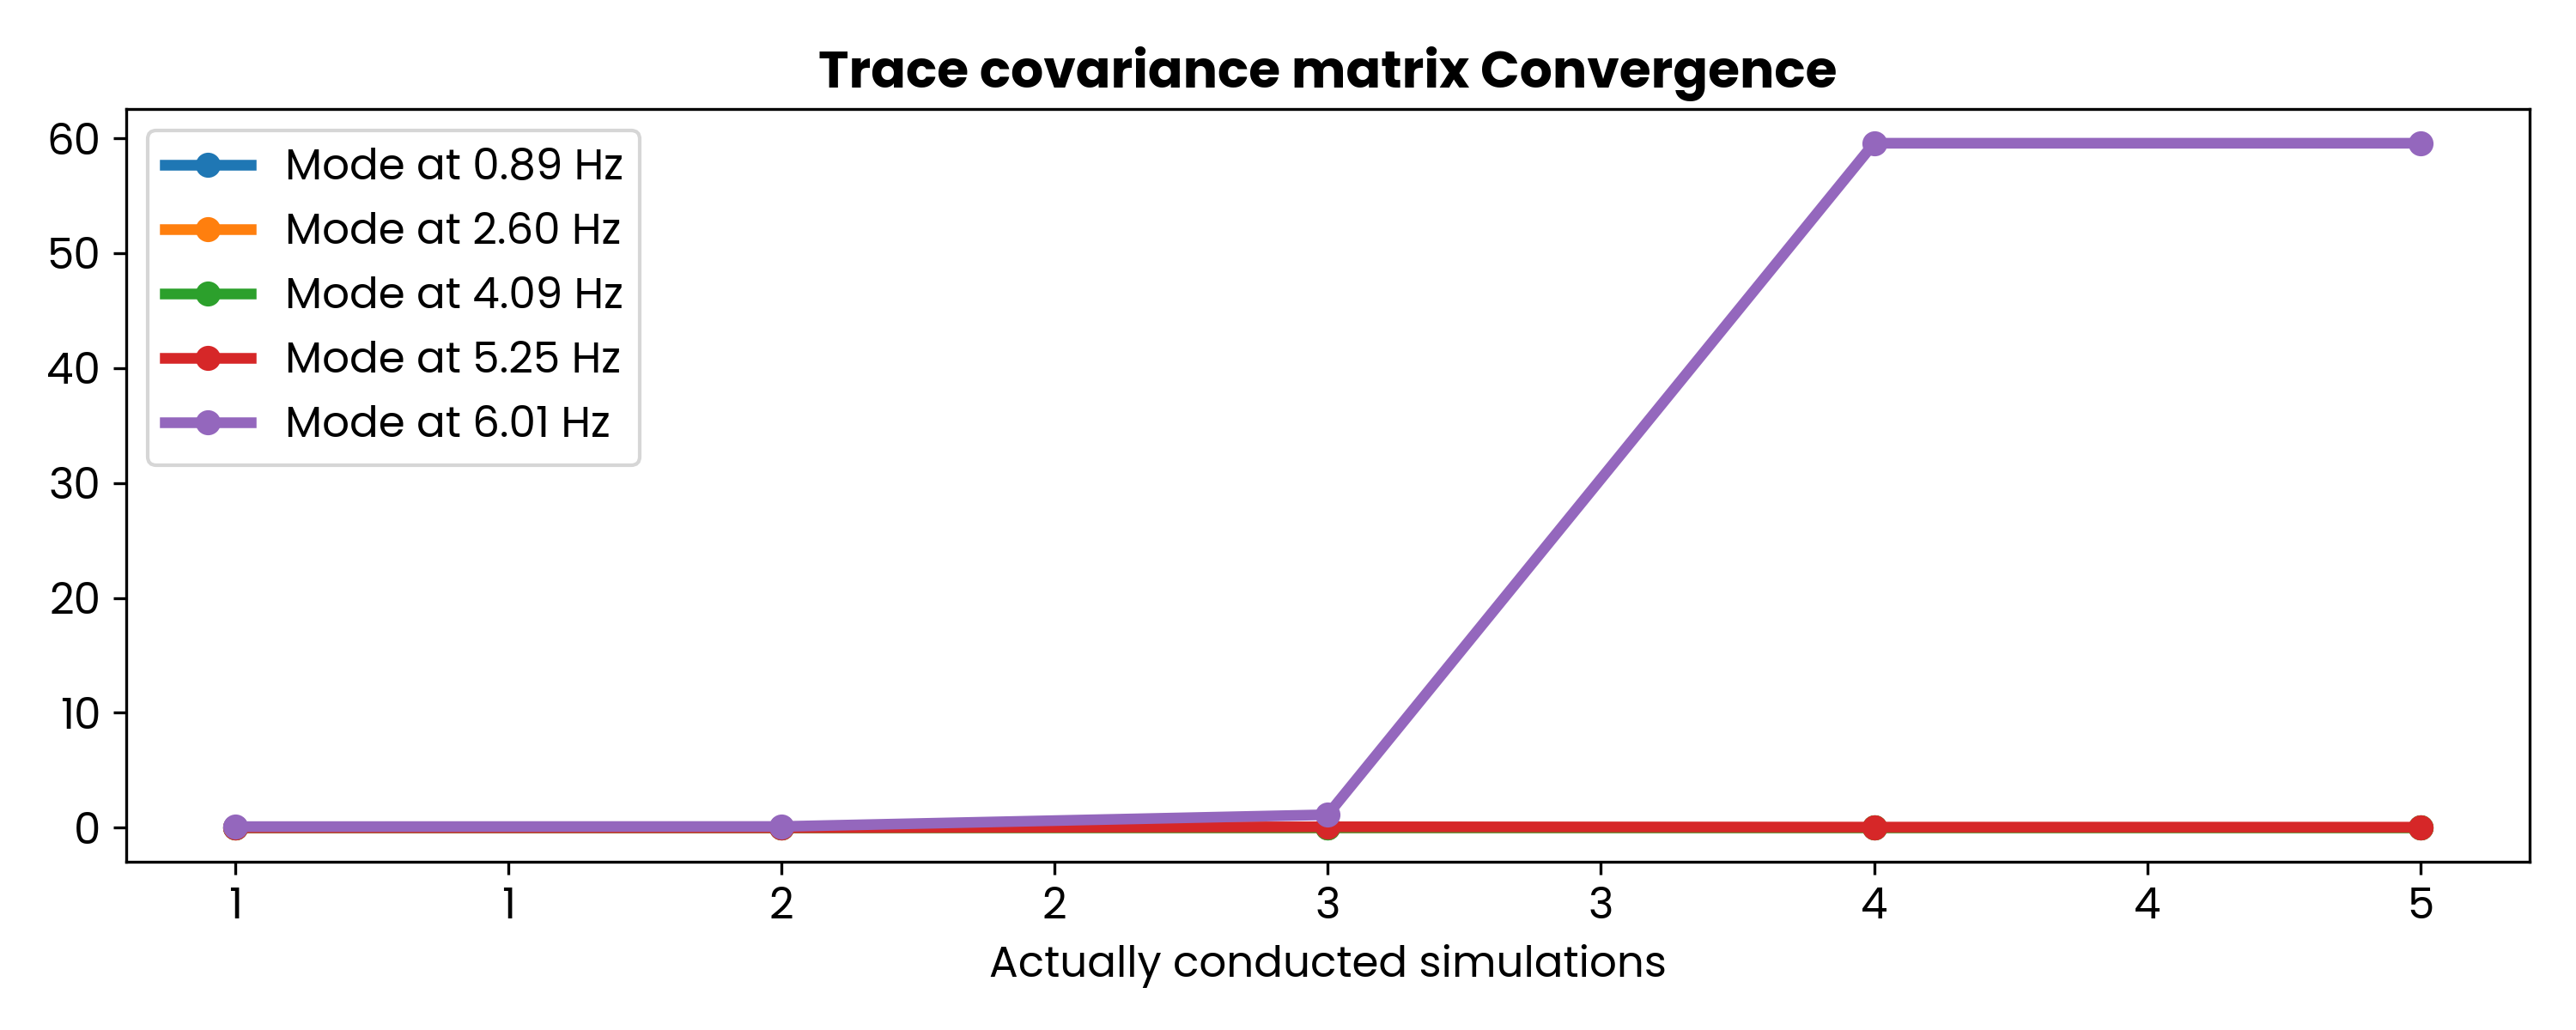 Trace covariance matrix Convergence
60
50
40
30
20
10
0
Mode at 0.89 Hz
Mode at 2.60 Hz
Mode at 4.09 Hz
Mode at 5.25 Hz
Mode at 6.01 Hz
1 1 2 2 3 3 4 4 5
Actually conducted simulations